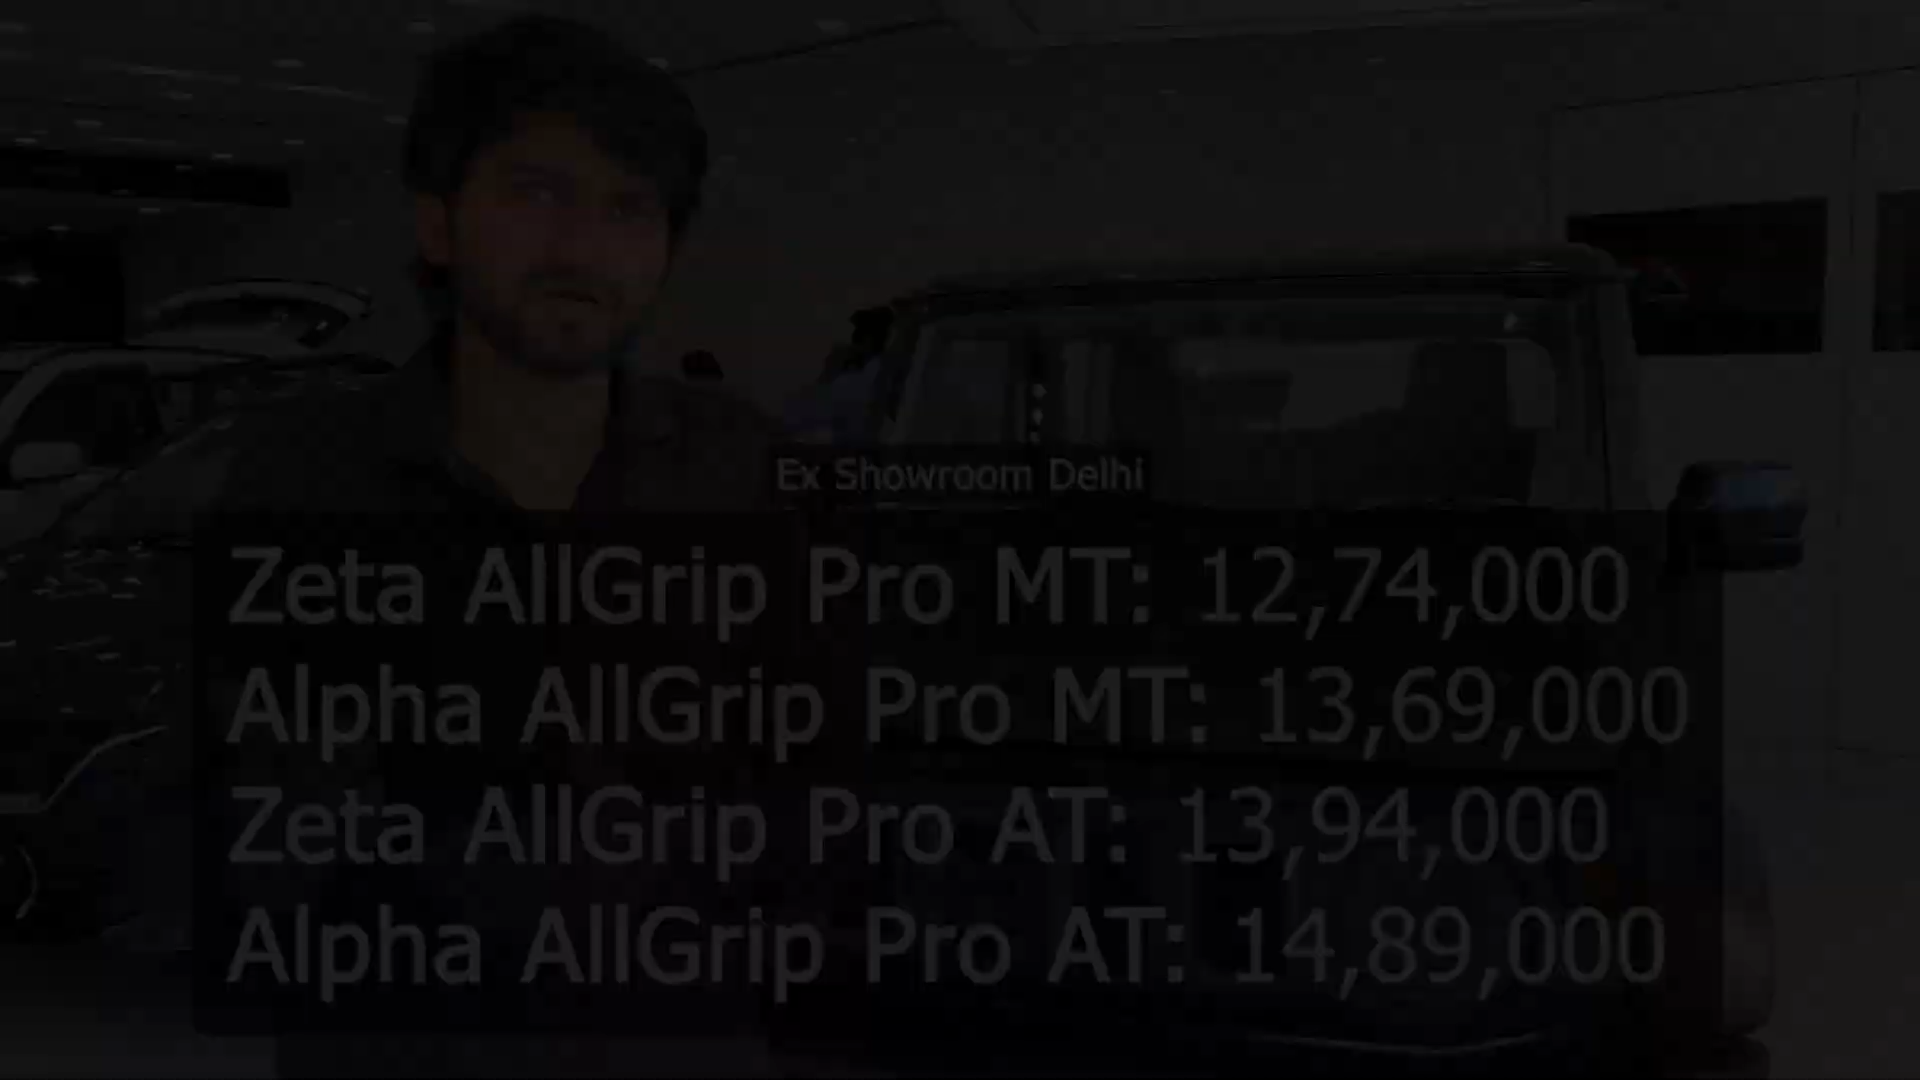 Ex Showroom Delhi
Zeta AllGrip Pro MT: 12,74,000
Alpha AllGrip Pro MT: 13,69,000
Zeta AllGrip Pro AT: 13,94,000
Alpha AllGrip Pro AT: 14,89,000